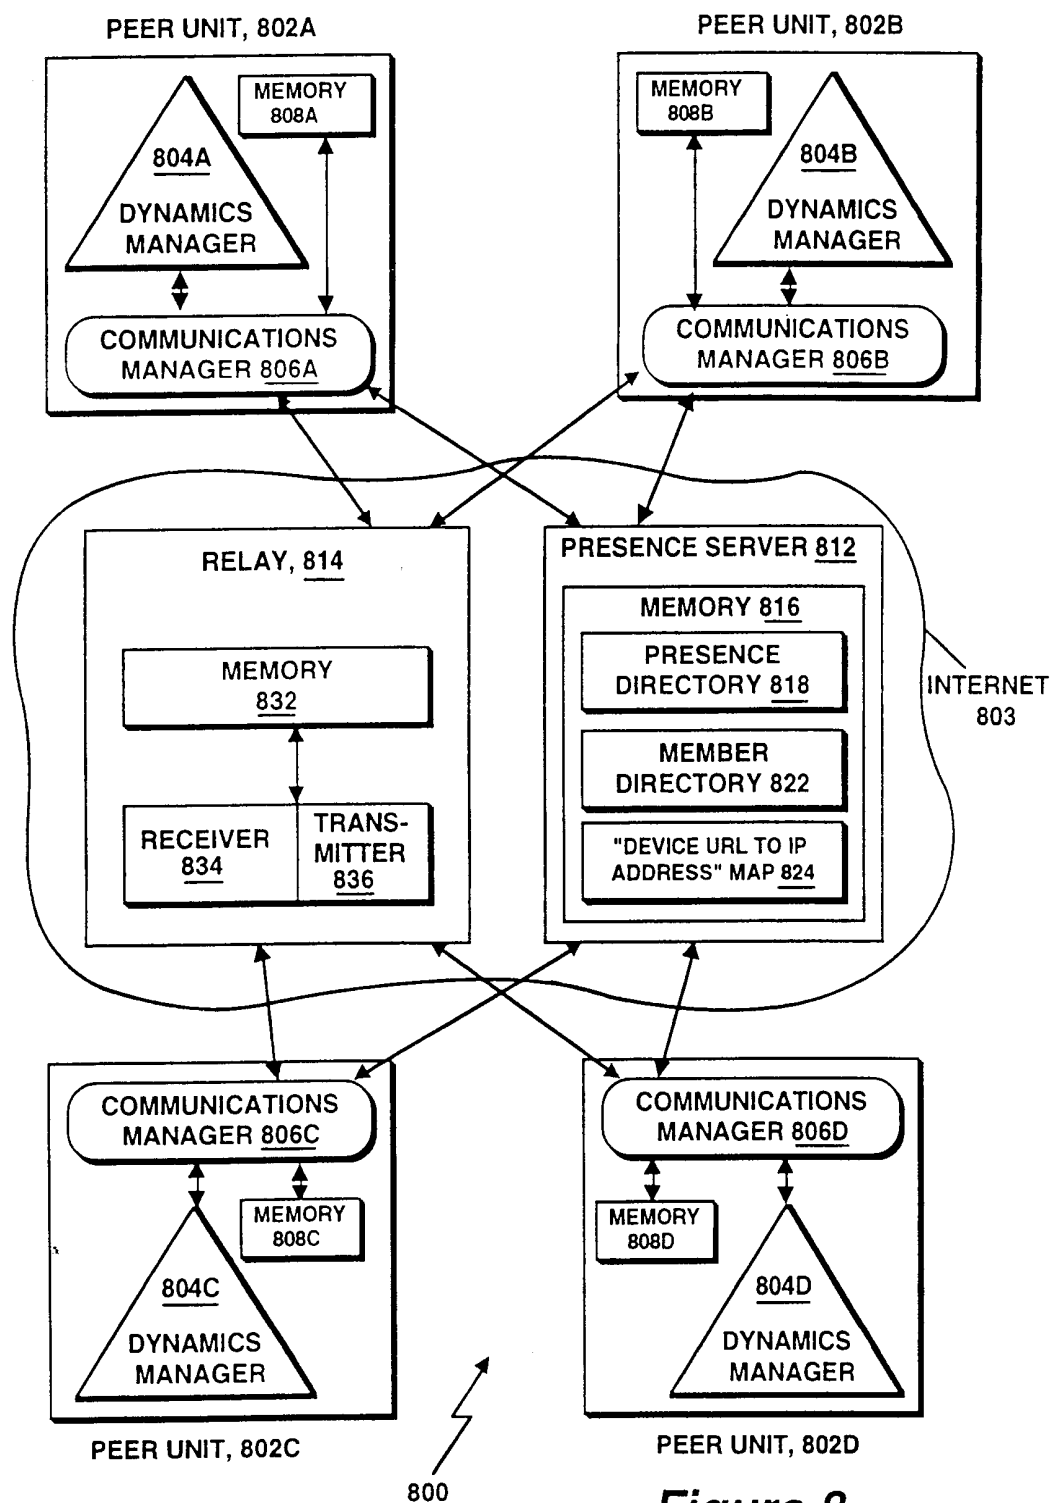 PEER UNIT, 802A
PEER UNIT, 802B
MEMORY
808A
804A
DYNAMICS
MANAGER
COMMUNICATIONS
MANAGER 806A
MEMORY
808B
804B
DYNAMICS
MANAGER
COMMUNICATIONS
MANAGER 806B
RELAY, 814
MEMORY
832
RECEIVER
834
TRANS-
MITTER
836
PRESENCE SERVER 812
MEMORY 816
PRESENCE
DIRECTORY 818
MEMBER
DIRECTORY 822
"DEVICE URL TO IP
ADDRESS" MAP 824
INTERNET
803
COMMUNICATIONS
MANAGER 806C
MEMORY
808C
804C
DYNAMICS
MANAGER
PEER UNIT, 802C
COMMUNICATIONS
MANAGER 806D
MEMORY
808D
804D
DYNAMICS
MANAGER
PEER UNIT, 802D
800